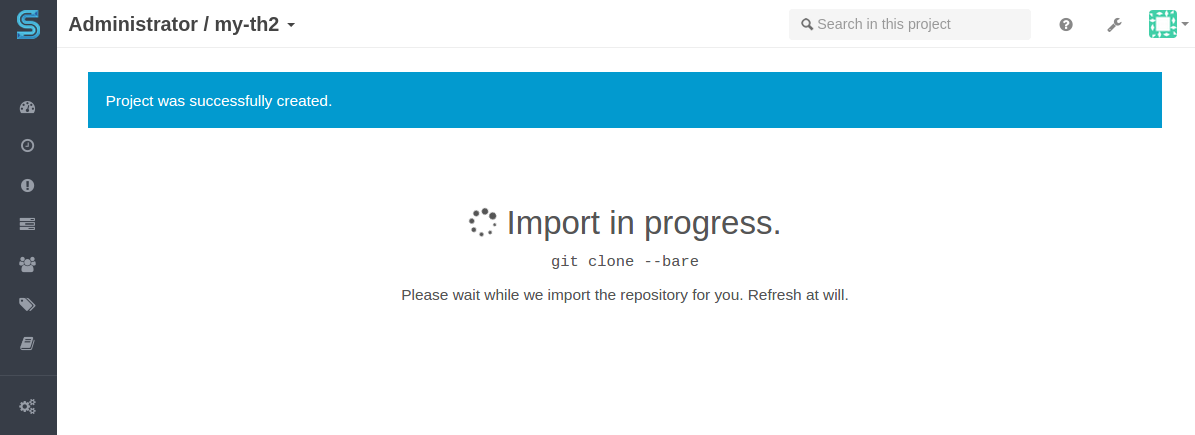 Administrator / my-th2
Search in this project
Project was successfully created.
Import in progress.
git clone --bare
Please wait while we import the repository for you. Refresh at will.